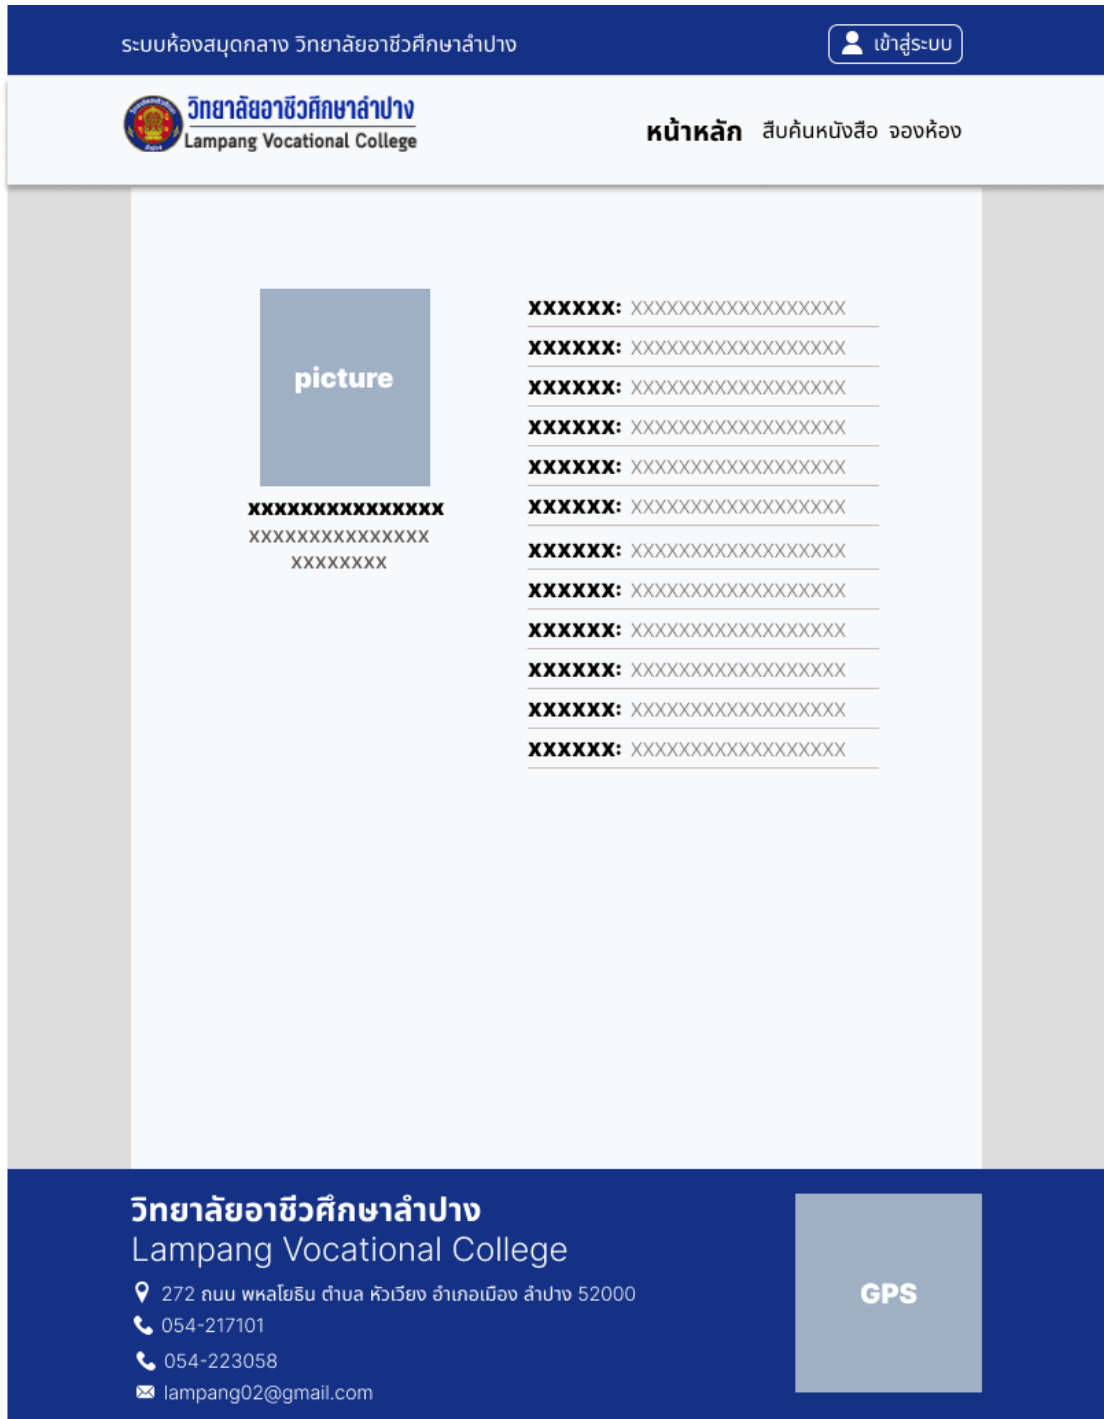 ระบบห้องสมุดกลาง วิทยาลัยอาชีวศึกษาลำปาง
เข้าสู่ระบบ
วิทยาลัยอาชีวศึกษาลำปาง
Lampang Vocational College
หน้าหลัก สืบค้นหนังสือ จองห้อง
picture
xxxxxxxxxxxxxxx
xxxxxxxxxxxxxxx
xxxxxxxx
xxxxxx: xxxxxxxxxxxxxxxxxx
xxxxxx: xxxxxxxxxxxxxxxxxx
xxxxxx: xxxxxxxxxxxxxxxxxx
xxxxxx: xxxxxxxxxxxxxxxxxx
xxxxxx: xxxxxxxxxxxxxxxxxx
xxxxxx: xxxxxxxxxxxxxxxxxx
xxxxxx: xxxxxxxxxxxxxxxxxx
xxxxxx: xxxxxxxxxxxxxxxxxx
xxxxxx: xxxxxxxxxxxxxxxxxx
xxxxxx: xxxxxxxxxxxxxxxxxx
xxxxxx: xxxxxxxxxxxxxxxxxx
xxxxxx: xxxxxxxxxxxxxxxxxx
วิทยาลัยอาชีวศึกษาลำปาง
Lampang Vocational College
272 ถนน พหลโยธิน ตำบล หัวเวียง อำเภอเมือง ลำปาง 52000
054-217101
054-223058
lampang02@gmail.com
GPS